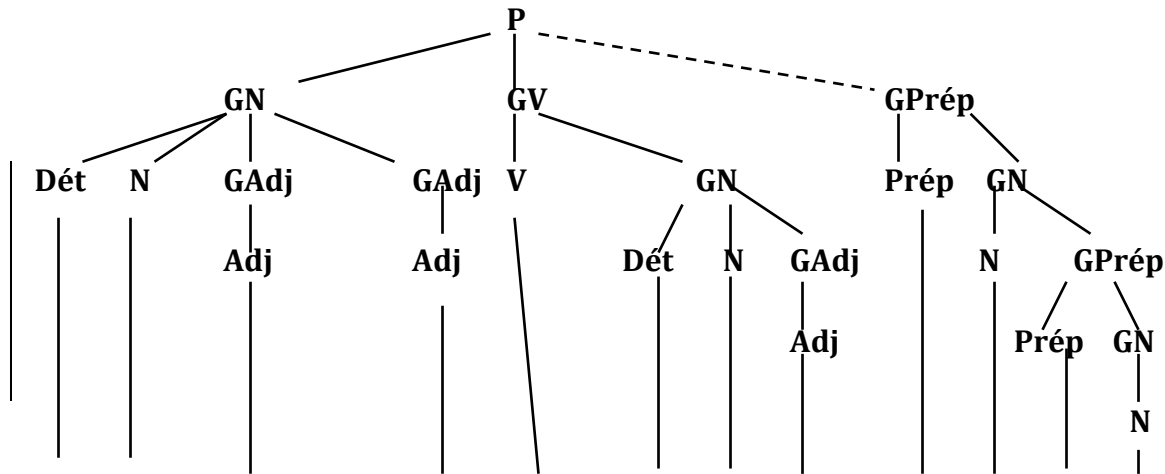 P
GN GV GPrép
Dét N GAdj GAdj V GN Prép GN
Adj Adj Dét N GAdj N GPrép
Adj Prép GN
N